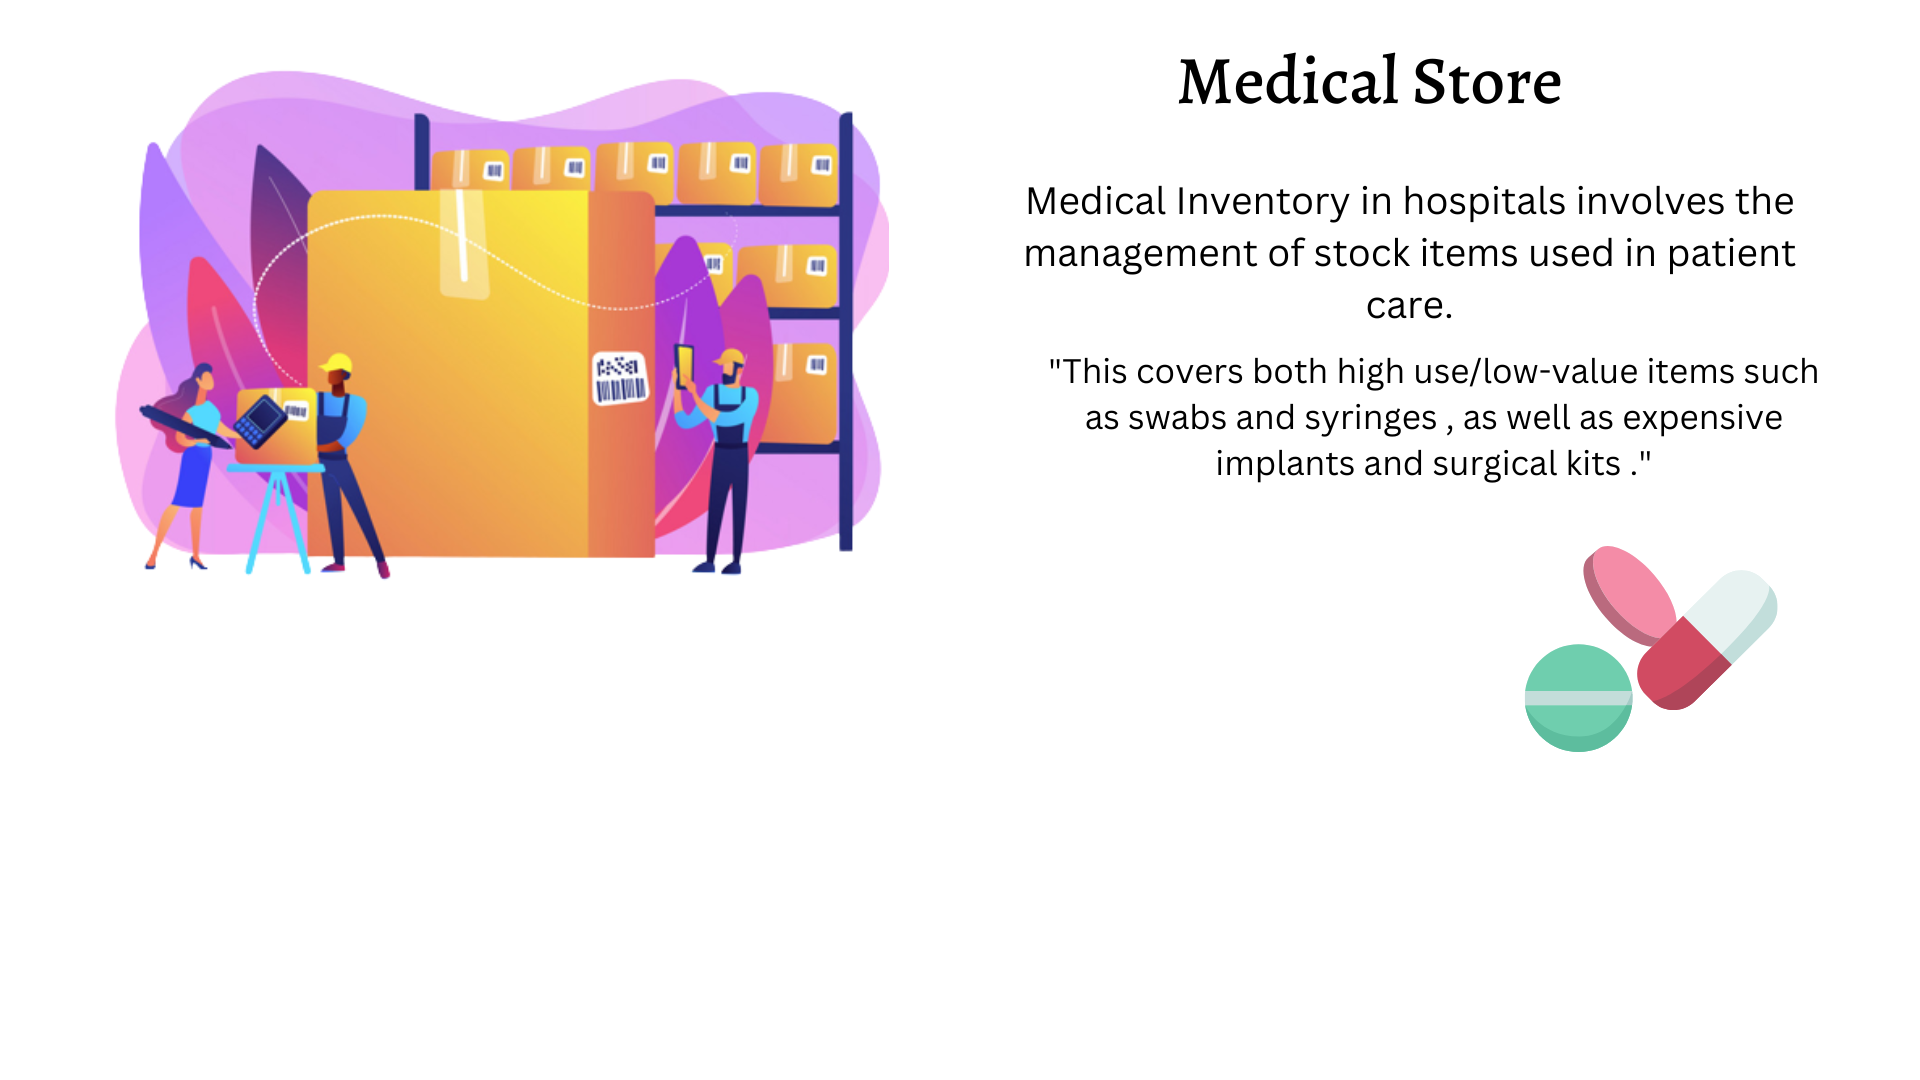 Medical Store
Medical Inventory in hospitals involves the
management of stock items used in patient
care.
"This covers both high use/low-value items such
as swabs and syringes , as well as expensive
implants and surgical kits ."